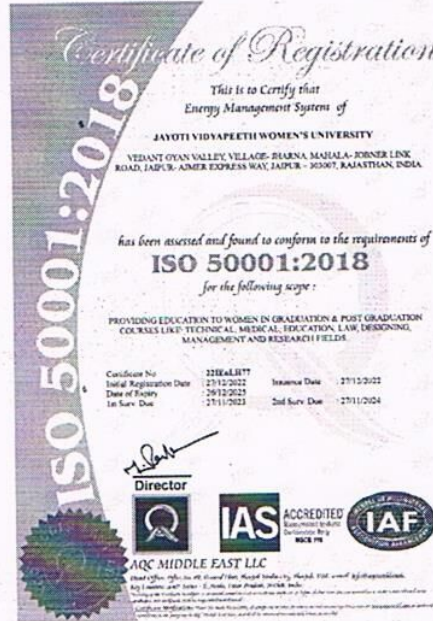 Certificate of Registration
This is to Certify that
Energy Management System of
JAYOTI VIDYAPEETH WOMEN'S UNIVERSITY
VEDANT GYAN VALLEY, VILLAGE- JHARNA, MAHALA- JOBNER LINK
ROAD, JAIPUR- AJMER EXPRESS WAY, JAIPUR - 303007, RAJASTHAN, INDIA.
has been assessed and found to conform to the requirements of
ISO 50001:2018
for the following scope :
PROVIDING EDUCATION TO WOMEN IN GRADUATION & POST GRADUATION
COURSES LIKE TECHNICAL, MEDICAL, EDUCATION, LAW, DESIGNING,
MANAGEMENT AND RESEARCH FIELDS.
Certificate No :
Initial Registration Date : 27/12/2022 Issuance Date : 27/12/2022
Date of Expiry : 26/12/2025
1st Surv. Due : 27/11/2023 2nd Surv. Due : 27/11/2024
ISO 50001:2018
Director
IAS ACCREDITED
IAF
AQC MIDDLE EAST LLC